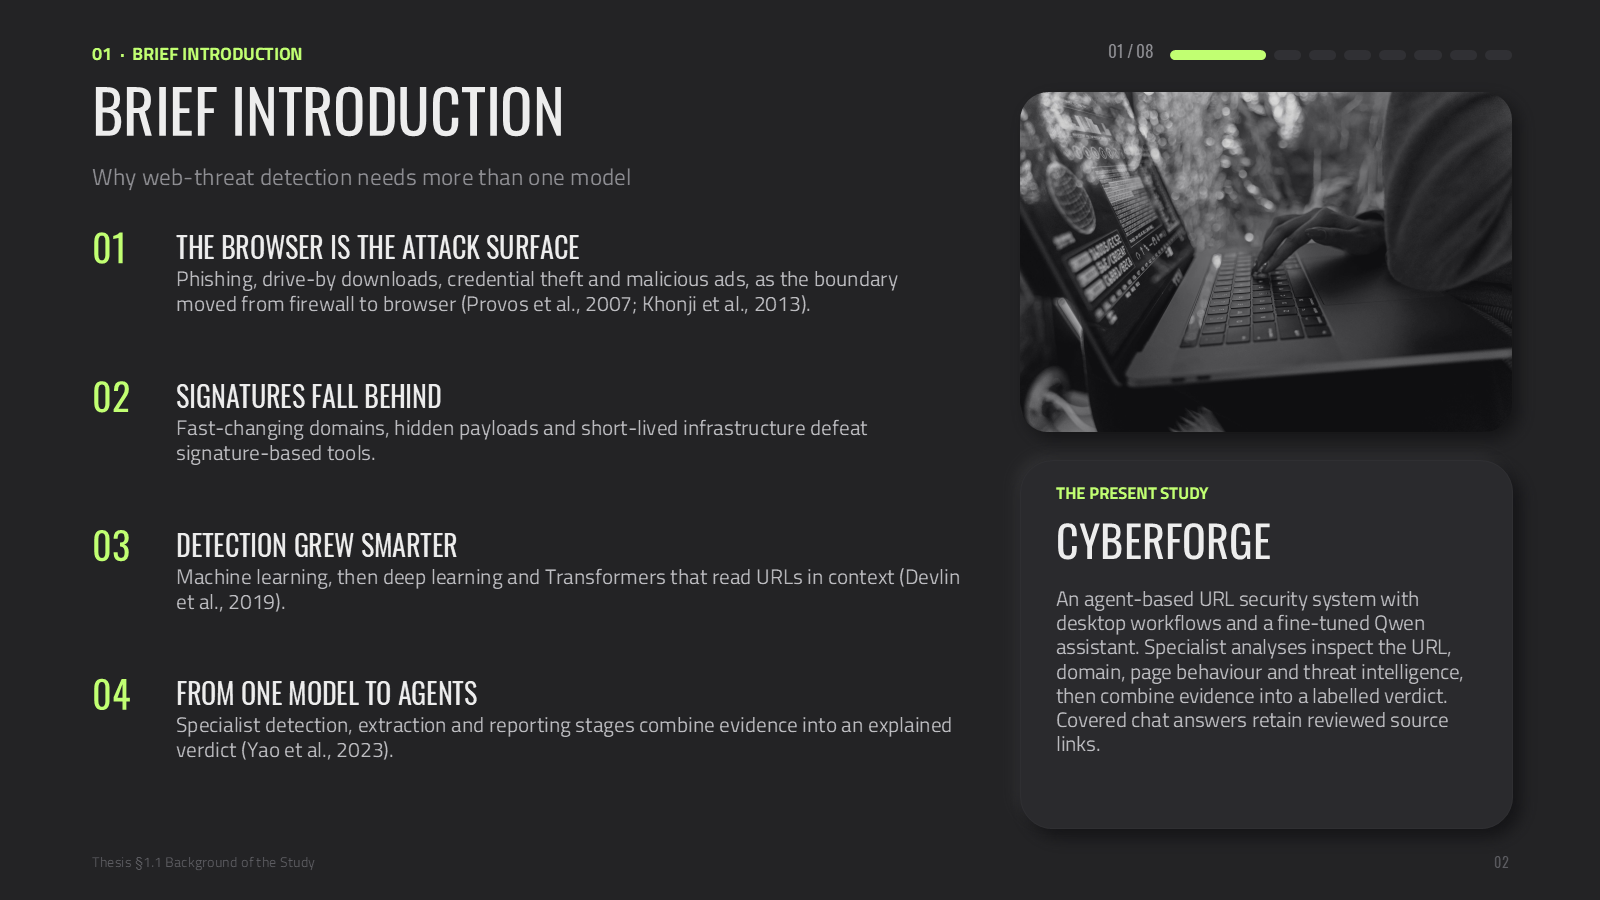 01 · BRIEF INTRODUCTION
01 / 08
BRIEF INTRODUCTION
Why web-threat detection needs more than one model
01
THE BROWSER IS THE ATTACK SURFACE
Phishing, drive-by downloads, credential theft and malicious ads, as the boundary
moved from firewall to browser (Provos et al., 2007; Khonji et al., 2013).
02
SIGNATURES FALL BEHIND
Fast-changing domains, hidden payloads and short-lived infrastructure defeat
signature-based tools.
03
DETECTION GREW SMARTER
Machine learning, then deep learning and Transformers that read URLs in context (Devlin
et al., 2019).
04
FROM ONE MODEL TO AGENTS
Specialist detection, extraction and reporting stages combine evidence into an explained
verdict (Yao et al., 2023).
THE PRESENT STUDY
CYBERFORGE
An agent-based URL security system with
desktop workflows and a fine-tuned Qwen
assistant. Specialist analyses inspect the URL,
domain, page behaviour and threat intelligence,
then combine evidence into a labelled verdict.
Covered chat answers retain reviewed source
links.
Thesis §1.1 Background of the Study
02